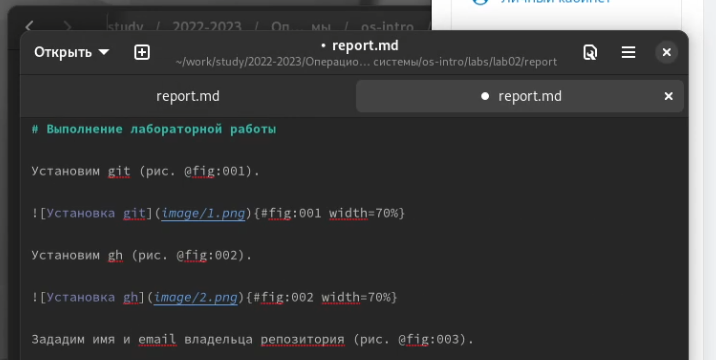 Личный кабинет
study / 2022-2023 / Оп... мы / os-intro /
Открыть
• report.md
~/work/study/2022-2023/Операцио... системы/os-intro/labs/lab02/report
report.md
● report.md
# Выполнение лабораторной работы
Установим git (рис. @fig:001).
![Установка git](image/1.png){#fig:001 width=70%}
Установим gh (рис. @fig:002).
![Установка gh](image/2.png){#fig:002 width=70%}
Зададим имя и email владельца репозитория (рис. @fig:003).